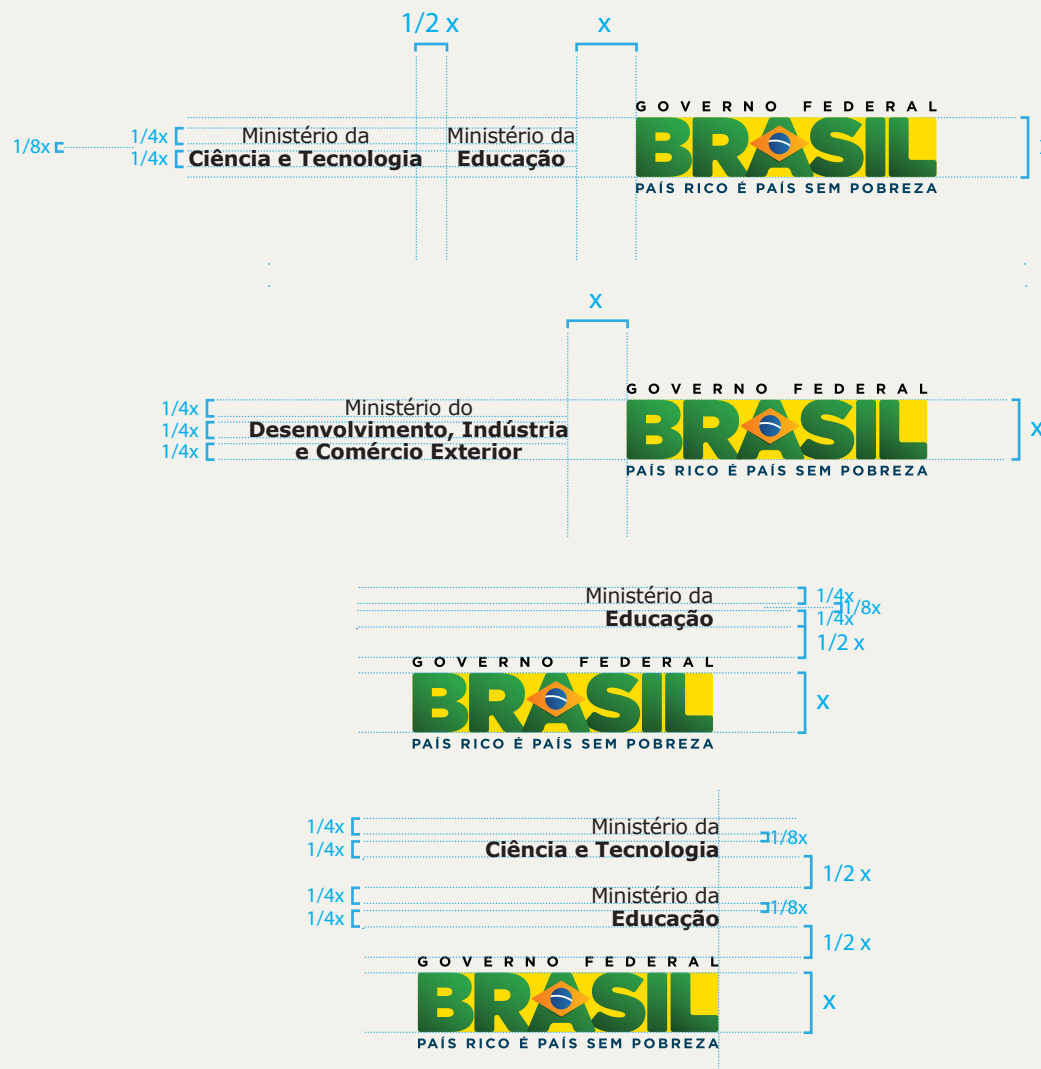 1/2 x
x
GOVERNO FEDERAL
1/8x
1/4x
Ministério da
Ministério da
BRASIL
1/4x
Ciência e Tecnologia
Educação
PAÍS RICO É PAÍS SEM POBREZA
x
GOVERNO FEDERAL
1/4x
Ministério do
BRASIL
x
1/4x
Desenvolvimento, Indústria
1/4x
e Comércio Exterior
PAÍS RICO É PAÍS SEM POBREZA
Ministério da
1/4x
1/8x
Educação
1/4x
1/2 x
GOVERNO FEDERAL
BRASIL
x
PAÍS RICO É PAÍS SEM POBREZA
1/4x
Ministério da
1/8x
1/4x
Ciência e Tecnologia
1/2 x
1/4x
Ministério da
1/8x
1/4x
Educação
1/2 x
GOVERNO FEDERAL
BRASIL
x
PAÍS RICO É PAÍS SEM POBREZA